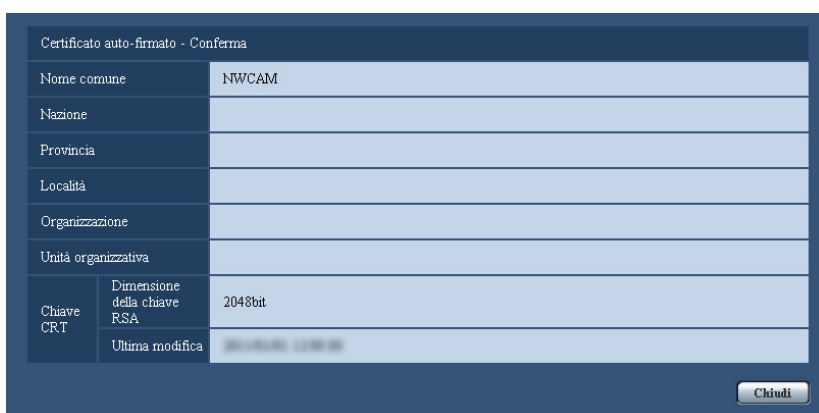 Certificato auto-firmato - Conferma
Nome comune NWCAM
Nazione
Provincia
Località
Organizzazione
Unità organizzativa
Chiave
CRT
Dimensione
della chiave
RSA
2048bit
Ultima modifica
Chiudi